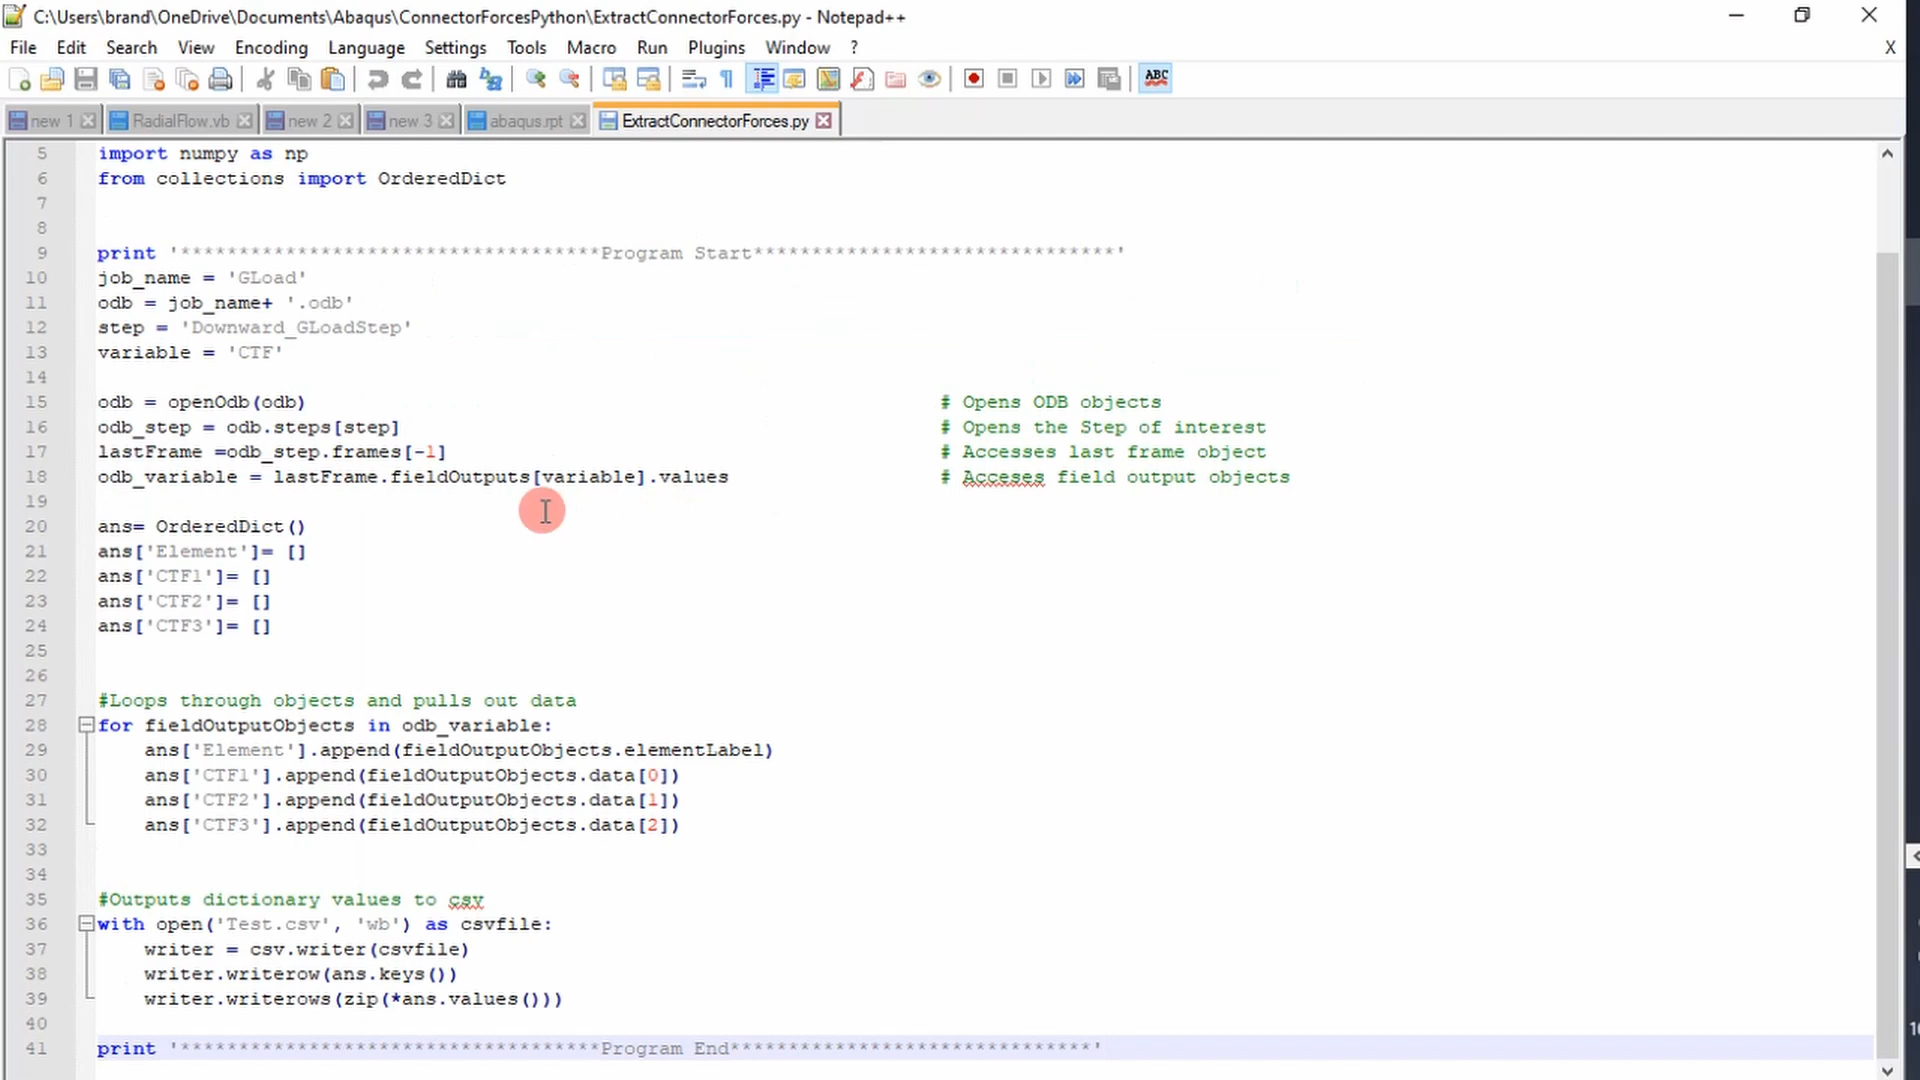 C:\Users\brand\OneDrive\Documents\Abaqus\ConnectorForcesPython\ExtractConnectorForces.py - Notepad++
File Edit Search View Encoding Language Settings Tools Macro Run Plugins Window ? X
ABC
new 1 RadialFlow.vb new 2 new 3 abaqus.rpt ExtractConnectorForces.py
5 import numpy as np
6 from collections import OrderedDict
7
8
9 print '************************************Program Start*******************************'
10 job_name = 'GLoad'
11 odb = job_name+ '.odb'
12 step = 'Downward_GLoadStep'
13 variable = 'CTF'
14
15 odb = openOdb(odb) # Opens ODB objects
16 odb_step = odb.steps[step] # Opens the Step of interest
17 lastFrame =odb_step.frames[-1] # Accesses last frame object
18 odb_variable = lastFrame.fieldOutputs[variable].values # Acceses field output objects
19
20 ans= OrderedDict()
21 ans['Element']= []
22 ans['CTF1']= []
23 ans['CTF2']= []
24 ans['CTF3']= []
25
26
27 #Loops through objects and pulls out data
28 for fieldOutputObjects in odb_variable:
29 ans['Element'].append(fieldOutputObjects.elementLabel)
30 ans['CTF1'].append(fieldOutputObjects.data[0])
31 ans['CTF2'].append(fieldOutputObjects.data[1])
32 ans['CTF3'].append(fieldOutputObjects.data[2])
33
34
35 #Outputs dictionary values to csv
36 with open('Test.csv', 'wb') as csvfile:
37 writer = csv.writer(csvfile)
38 writer.writerow(ans.keys())
39 writer.writerows(zip(*ans.values()))
40
41 print '************************************Program End*******************************'